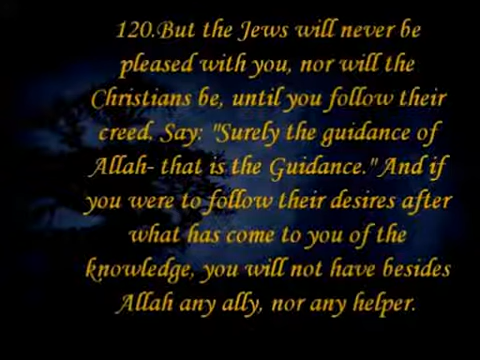 120.But the Jews will never be
pleased with you, nor will the
Christians be, until you follow their
creed. Say: "Surely the guidance of
Allah- that is the Guidance." And if
you were to follow their desires after
what has come to you of the
knowledge, you will not have besides
Allah any ally, nor any helper.